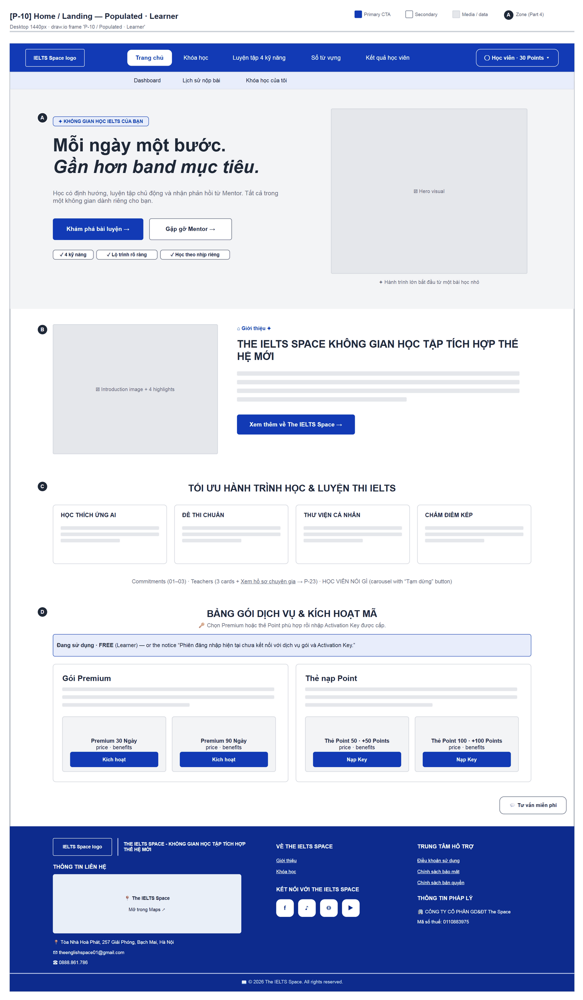 [P-10] Home / Landing — Populated · Learner
Desktop 1440px · draw.io frame 'P-10 / Populated · Learner'
Primary CTA
Secondary
Media / data
A Zone (Part 4)
IELTS Space logo
Trang chủ
Khóa học
Luyện tập 4 kỹ năng
Sổ từ vựng
Kết quả học viên
◯ Học viên · 30 Points ▾
Dashboard
Lịch sử nộp bài
Khóa học của tôi
A
✦ KHÔNG GIAN HỌC IELTS CỦA BẠN
Mỗi ngày một bước.
Gần hơn band mục tiêu.
Học có định hướng, luyện tập chủ động và nhận phản hồi từ Mentor. Tất cả trong
một không gian dành riêng cho bạn.
Khám phá bài luyện →
Gặp gỡ Mentor →
✓ 4 kỹ năng
✓ Lộ trình rõ ràng
✓ Học theo nhịp riêng
▨ Hero visual
✦ Hành trình lớn bắt đầu từ một bài học nhỏ
B
▨ Introduction image + 4 highlights
⌂ Giới thiệu ✦
THE IELTS SPACE KHÔNG GIAN HỌC TẬP TÍCH HỢP THẾ
HỆ MỚI
Xem thêm về The IELTS Space →
C
TỐI ƯU HÀNH TRÌNH HỌC & LUYỆN THI IELTS
HỌC THÍCH ỨNG AI
ĐỀ THI CHUẨN
THƯ VIỆN CÁ NHÂN
CHẤM ĐIỂM KÉP
Commitments (01–03) · Teachers (3 cards + Xem hồ sơ chuyên gia → P-23) · HỌC VIÊN NÓI GÌ (carousel with “Tạm dừng” button)
D
BẢNG GÓI DỊCH VỤ & KÍCH HOẠT MÃ
🔑 Chọn Premium hoặc thẻ Point phù hợp rồi nhập Activation Key được cấp.
Đang sử dụng · FREE (Learner) — or the notice “Phiên đăng nhập hiện tại chưa kết nối với dịch vụ gói và Activation Key.”
Gói Premium
Premium 30 Ngày
price · benefits
Kích hoạt
Premium 90 Ngày
price · benefits
Kích hoạt
Thẻ nạp Point
Thẻ Point 50 · +50 Points
price · benefits
Nạp Key
Thẻ Point 100 · +100 Points
price · benefits
Nạp Key
💬 Tư vấn miễn phí
IELTS Space logo
THE IELTS SPACE - KHÔNG GIAN HỌC TẬP TÍCH HỢP
THẾ HỆ MỚI
THÔNG TIN LIÊN HỆ
📍 The IELTS Space
Mở trong Maps ↗
📍 Tòa Nhà Hoà Phát, 257 Giải Phóng, Bạch Mai, Hà Nội
✉ theenglishspace01@gmail.com
☎ 0888.861.786
VỀ THE IELTS SPACE
Giới thiệu
Khóa học
KẾT NỐI VỚI THE IELTS SPACE
f ♪ ◎ ▶
TRUNG TÂM HỖ TRỢ
Điều khoản sử dụng
Chính sách bảo mật
Chính sách bản quyền
THÔNG TIN PHÁP LÝ
🏢 CÔNG TY CỔ PHẦN GD&ĐT The Space
Mã số thuế: 0110883975
📖 © 2026 The IELTS Space. All rights reserved.